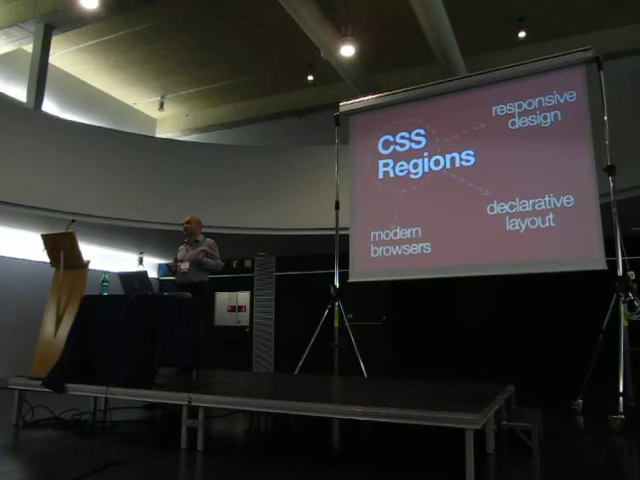 CSS
Regions
responsive
design
declarative
layout
modern
browsers